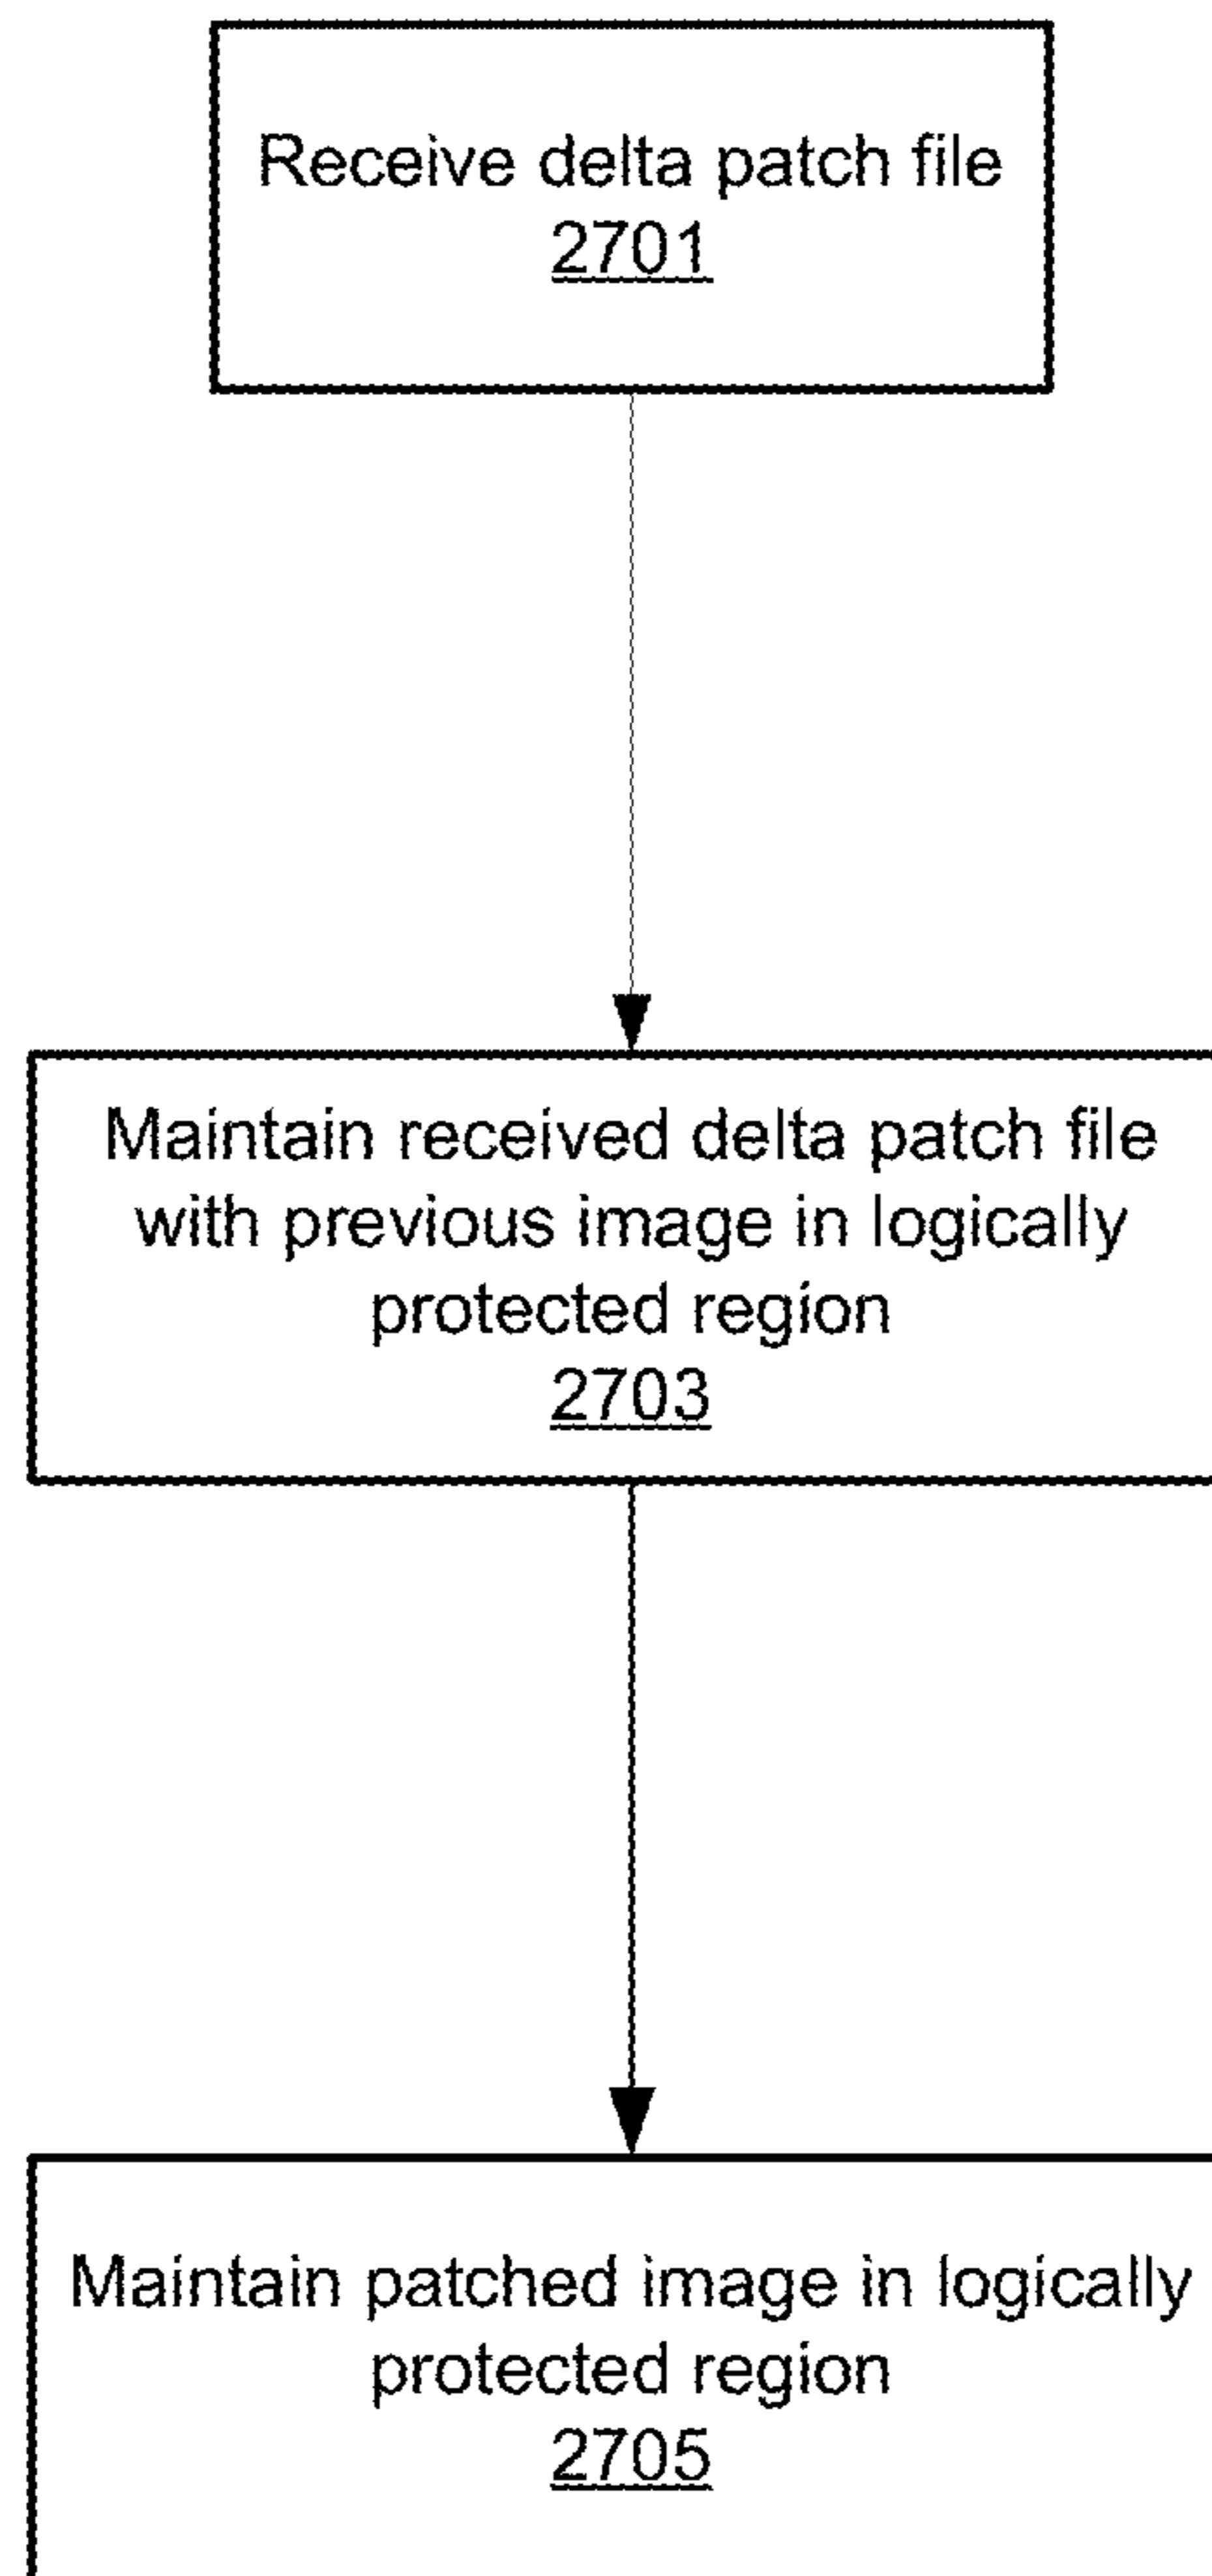 Receive delta patch file
2701
Maintain received delta patch file
with previous image in logically
protected region
2703
Maintain patched image in logically
protected region
2705